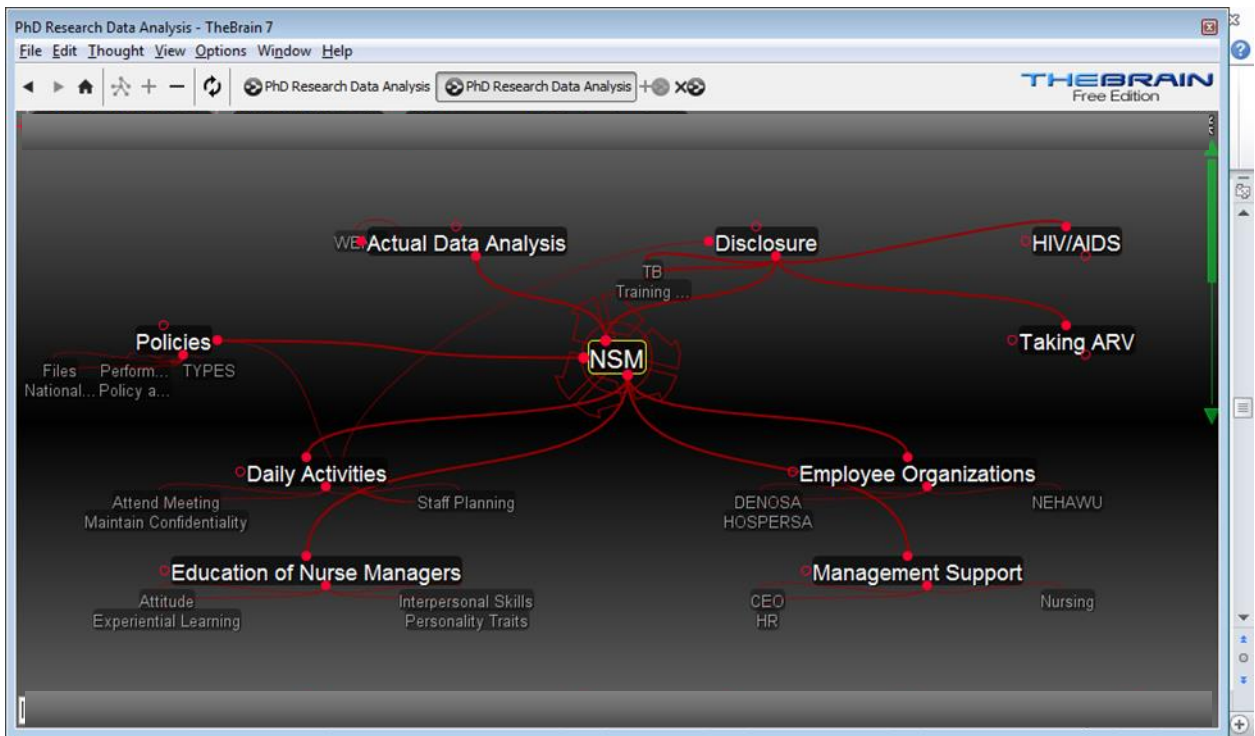 PhD Research Data Analysis - TheBrain 7
File Edit Thought View Options Window Help
PhD Research Data Analysis PhD Research Data Analysis
THEBRAIN
Free Edition
Actual Data Analysis
Disclosure
HIV/AIDS
TB
Training ...
Policies
NSM
Taking ARV
Files Perform... TYPES
National... Policy a...
Daily Activities
Employee Organizations
Attend Meeting Staff Planning
Maintain Confidentiality
DENOSA NEHAWU
HOSPERSA
Education of Nurse Managers
Management Support
Attitude Interpersonal Skills
Experiential Learning Personality Traits
CEO Nursing
HR